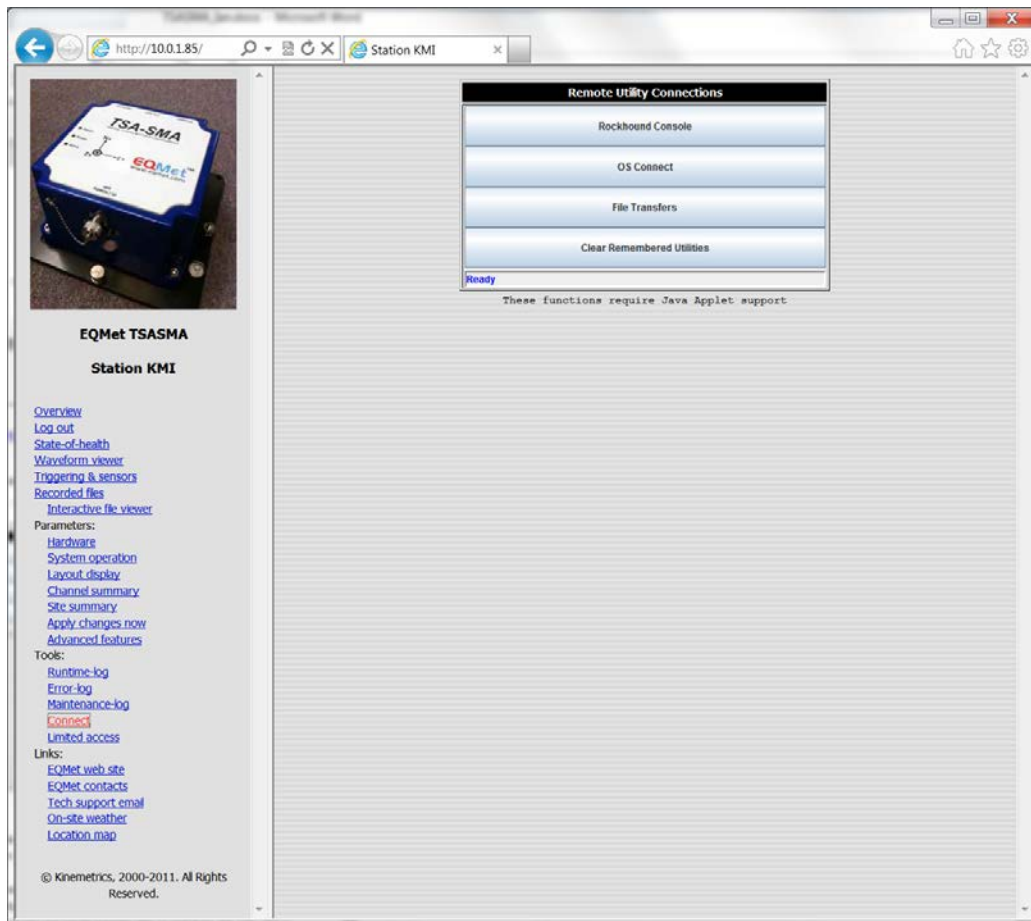 http://10.0.1.85/
Station KMI
TSA-SMA
EQMet
EQMet TSASMA
Station KMI
Overview
Log out
State-of-health
Waveform viewer
Triggering & sensors
Recorded files
Interactive file viewer
Parameters:
Hardware
System operation
Layout display
Channel summary
Site summary
Apply changes now
Advanced features
Tools:
Runtime-log
Error-log
Maintenance-log
Connect
Limited access
Links:
EQMet web site
EQMet contacts
Tech support email
On-site weather
Location map
© Kinemetrics, 2000-2011. All Rights
Reserved.
Remote Utility Connections
Rockhound Console
OS Connect
File Transfers
Clear Remembered Utilities
Ready
These functions require Java Applet support